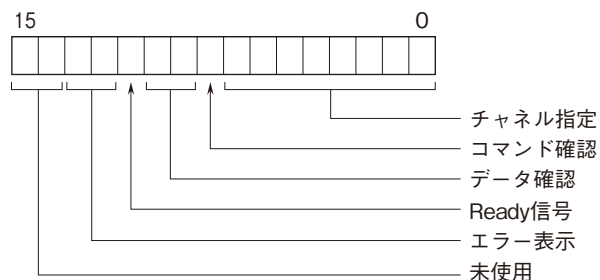 15 0
チャネル指定
コマンド確認
データ確認
Ready信号
エラー表示
未使用